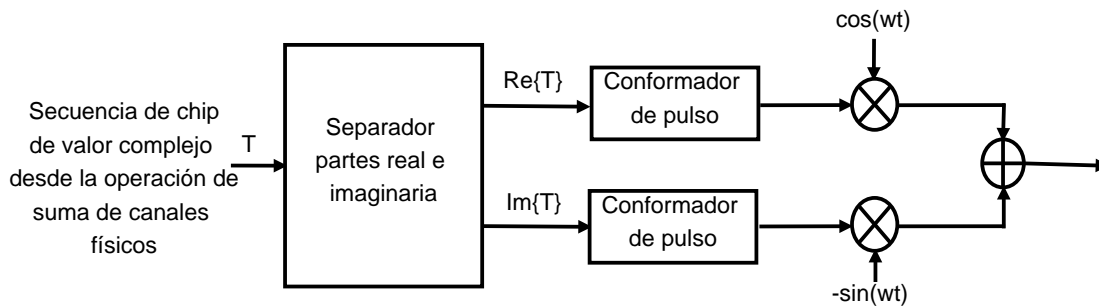 cos(wt)
Secuencia de chip
de valor complejo
desde la operación de
suma de canales
físicos
T
Separador
partes real e
imaginaria
Re{T}
Conformador
de pulso
Im{T}
Conformador
de pulso
-sin(wt)